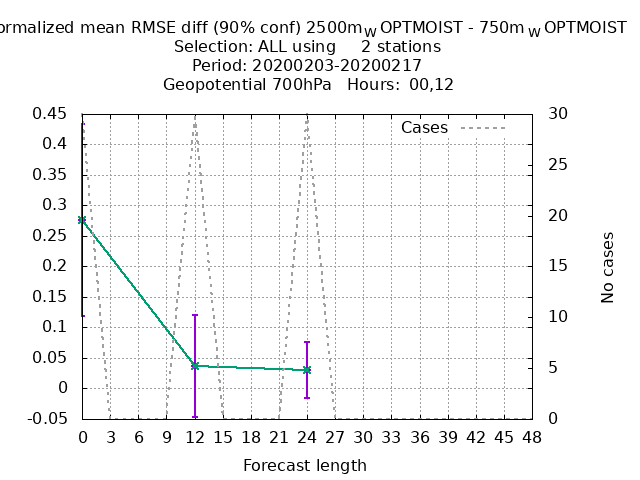 ormalized mean RMSE diff (90% conf) 2500m_W OPTMOIST - 750m_W OPTMOIST
Selection: ALL using 2 stations
Period: 20200203-20200217
Geopotential 700hPa Hours: 00,12
Cases
0.45
0.4
0.35
0.3
0.25
0.2
0.15
0.1
0.05
0
-0.05
30
25
20
15
10
5
0
No cases
0 3 6 9 12 15 18 21 24 27 30 33 36 39 42 45 48
Forecast length